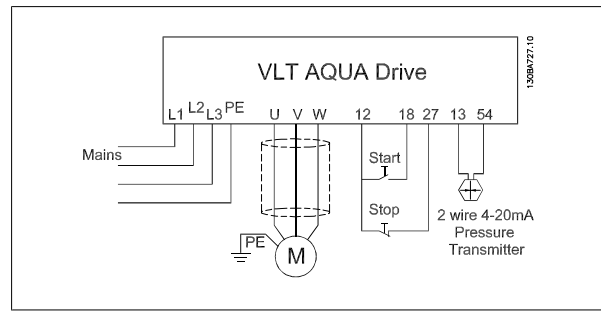 VLT AQUA Drive
130BA727.10
L1 L2 L3 PE U V W 12 18 27 13 54
Mains
Start
Stop
PE
M
2 wire 4-20mA
Pressure
Transmitter